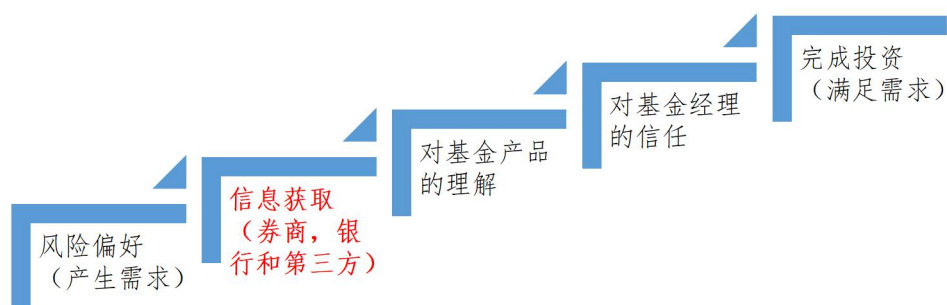 风险偏好
（产生需求）
信息获取
（券商，银
行和第三方）
对基金产品
的理解
对基金经理
的信任
完成投资
（满足需求）